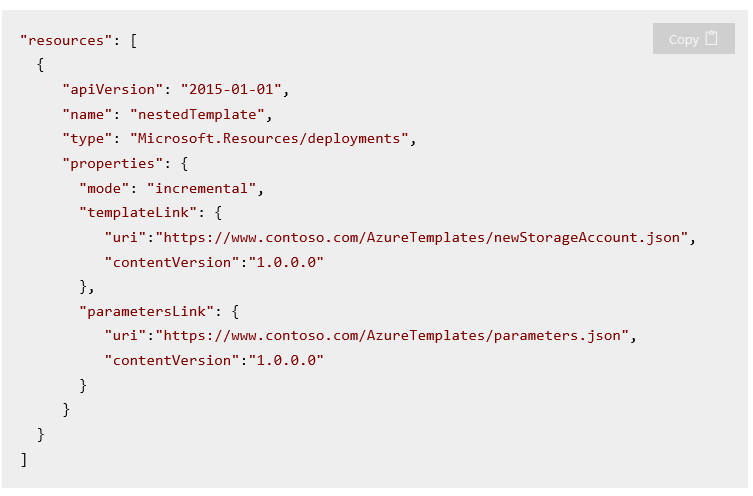 "resources": [
Copy
{
"apiVersion": "2015-01-01",
"name": "nestedTemplate",
"type": "Microsoft.Resources/deployments",
"properties": {
"mode": "incremental",
"templateLink": {
"uri":"https://www.contoso.com/AzureTemplates/newStorageAccount.json",
"contentVersion":"1.0.0.0"
},
"parametersLink": {
"uri":"https://www.contoso.com/AzureTemplates/parameters.json",
"contentVersion":"1.0.0.0"
}
}
}
]